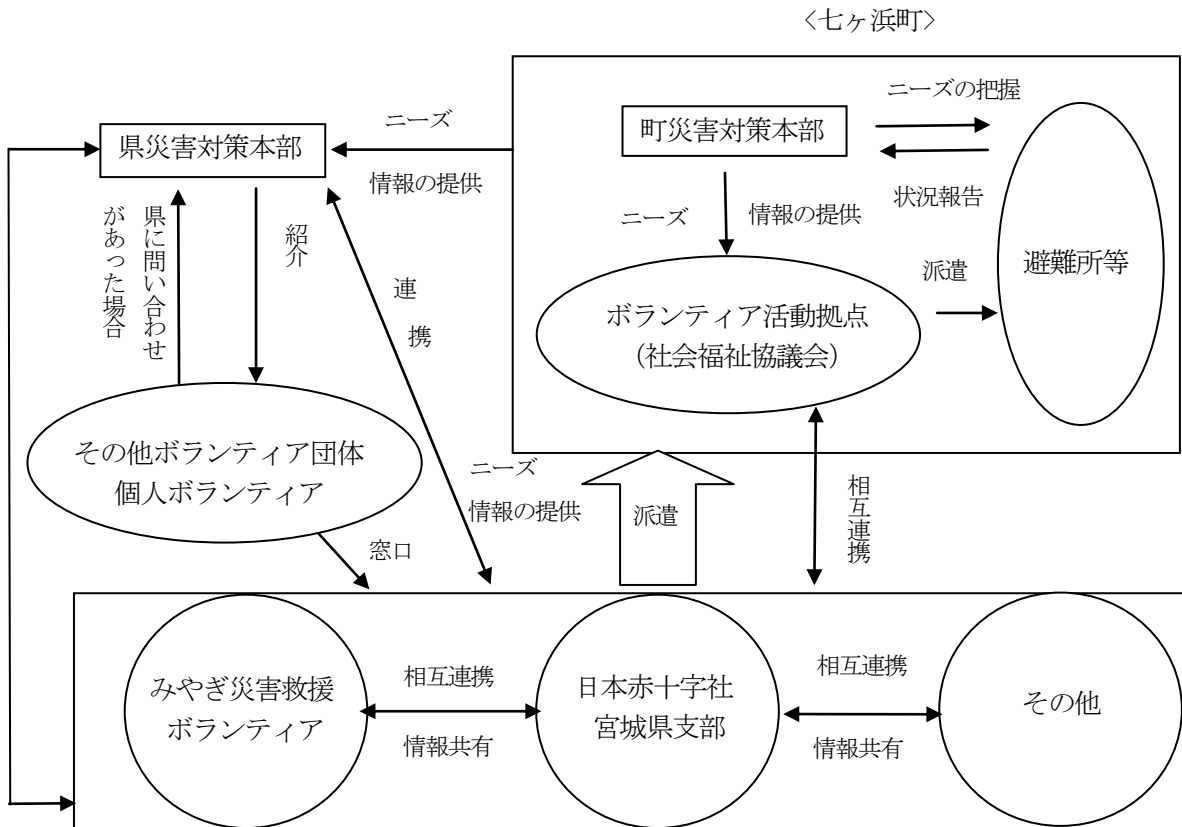 〈七ヶ浜町〉
ニーズの把握
ニーズ
町災害対策本部
県災害対策本部
情報の提供
状況報告
県に問い合わせ
があった場合
紹介
ニーズ
情報の提供
避難所等
派遣
連
携
ボランティア活動拠点
（社会福祉協議会）
その他ボランティア団体
個人ボランティア
ニーズ
情報の提供
派遣
相互連携
窓口
みやぎ災害救援
ボランティア
相互連携
情報共有
日本赤十字社
宮城県支部
相互連携
情報共有
その他